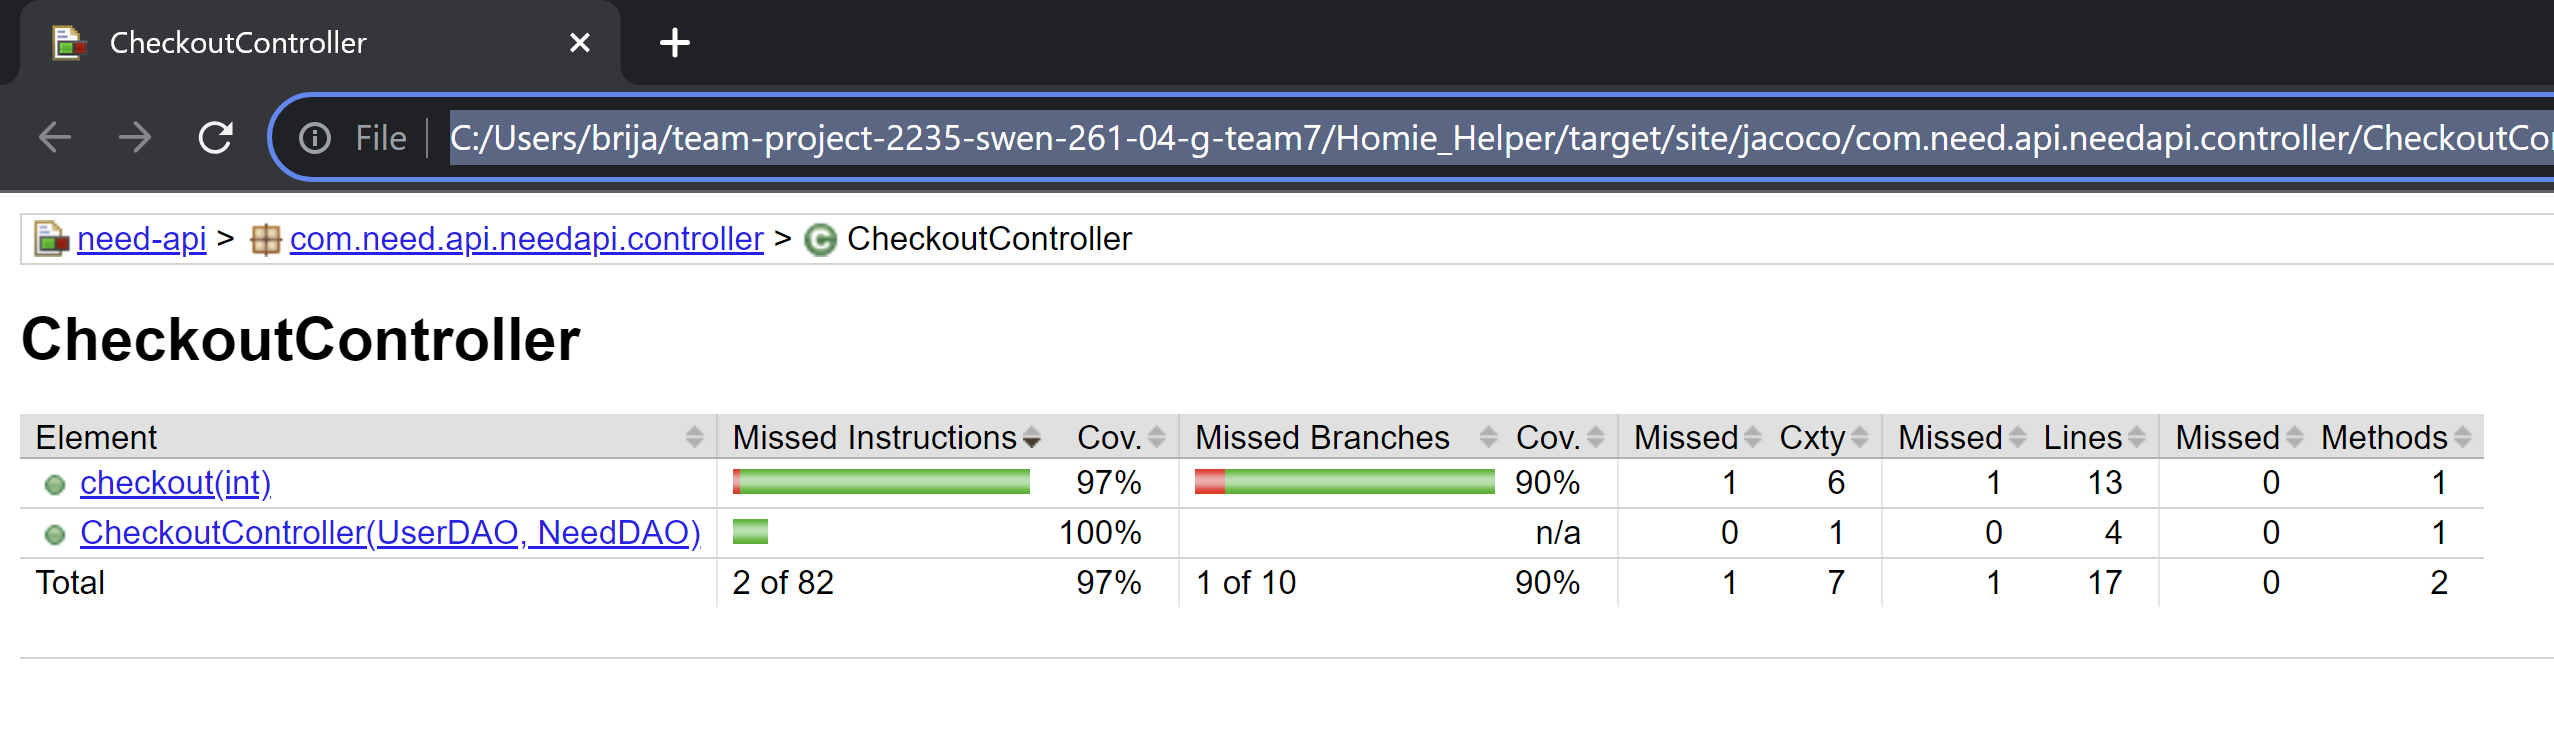 CheckoutController
File C:/Users/brija/team-project-2235-swen-261-04-g-team7/Homie_Helper/target/site/jacoco/com.need.api.needapi.controller/CheckoutCo
need-api > com.need.api.needapi.controller > CheckoutController
CheckoutController
Element Missed Instructions Cov. Missed Branches Cov. Missed Cxty Missed Lines Missed Methods
checkout(int) 97% 90% 1 6 1 13 0 1
CheckoutController(UserDAO, NeedDAO) 100% n/a 0 1 0 4 0 1
Total 2 of 82 97% 1 of 10 90% 1 7 1 17 0 2